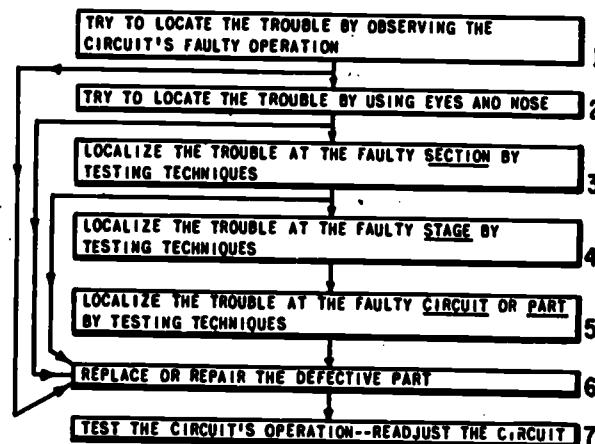 TRY TO LOCATE THE TROUBLE BY OBSERVING THE
CIRCUIT'S FAULTY OPERATION
1
TRY TO LOCATE THE TROUBLE BY USING EYES AND NOSE
2
LOCALIZE THE TROUBLE AT THE FAULTY SECTION BY
TESTING TECHNIQUES
3
LOCALIZE THE TROUBLE AT THE FAULTY STAGE BY
TESTING TECHNIQUES
4
LOCALIZE THE TROUBLE AT THE FAULTY CIRCUIT OR PART
BY TESTING TECHNIQUES
5
REPLACE OR REPAIR THE DEFECTIVE PART
6
TEST THE CIRCUIT'S OPERATION--READJUST THE CIRCUIT
7